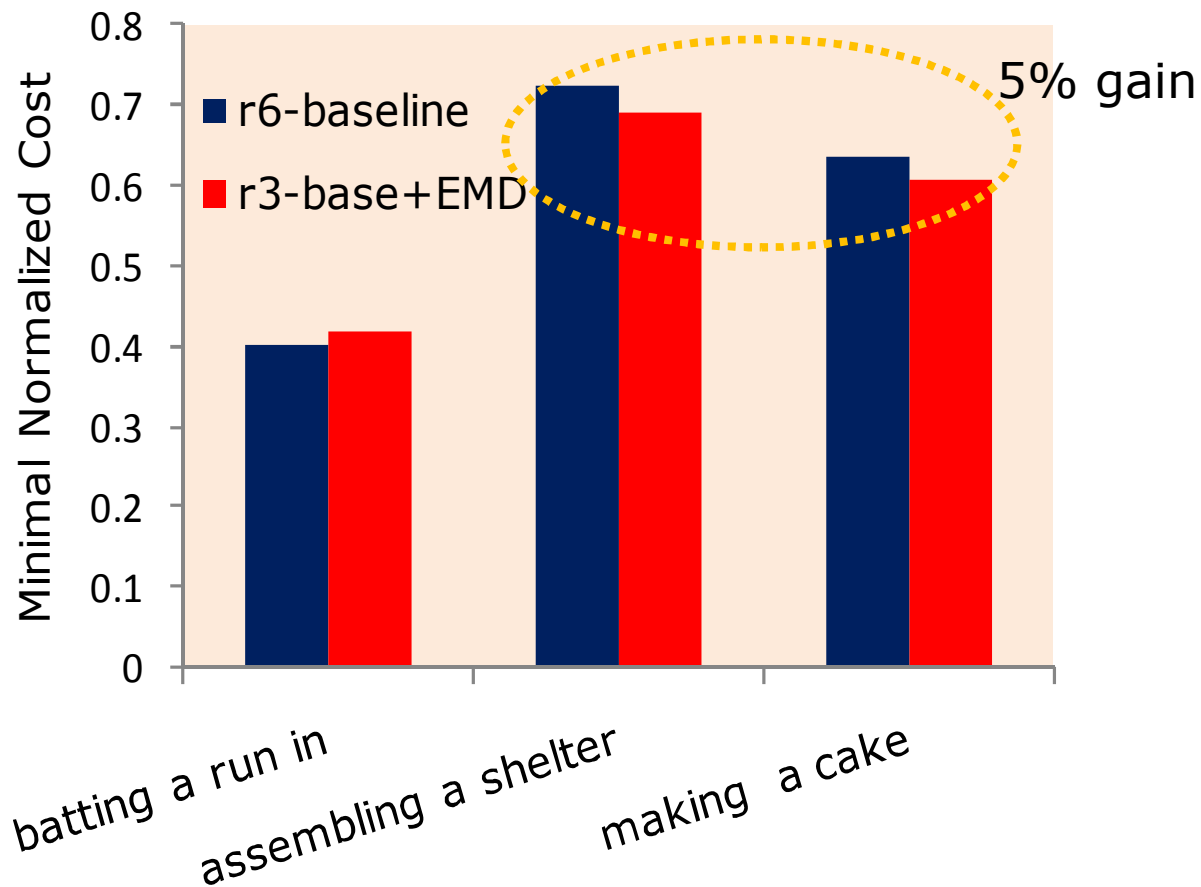 Minimal Normalized Cost
0.8
0.7
0.6
0.5
0.4
0.3
0.2
0.1
0
r6-baseline
r3-base+EMD
5% gain
batting a run in
assembling a shelter
making a cake